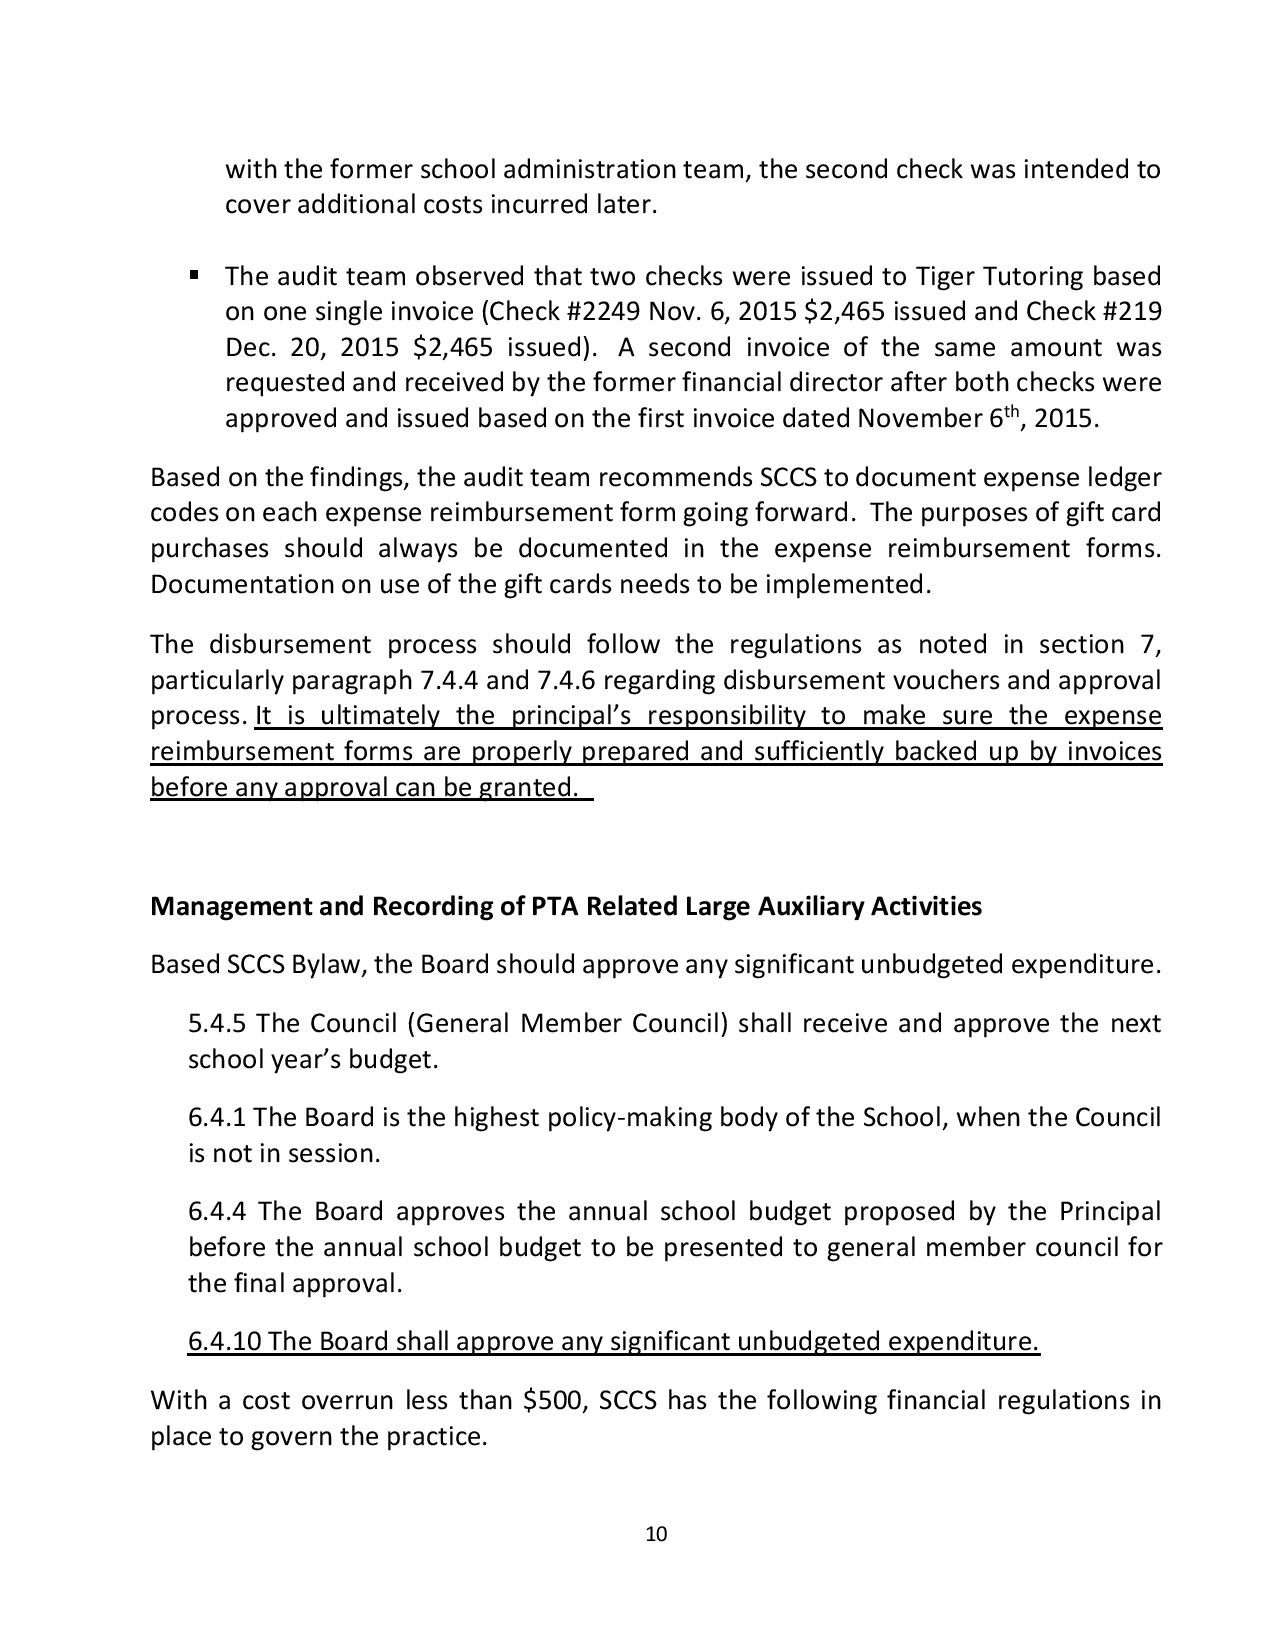 with the former school administration team, the second check was intended to
cover additional costs incurred later.
▪ The audit team observed that two checks were issued to Tiger Tutoring based
on one single invoice (Check #2249 Nov. 6, 2015 $2,465 issued and Check #219
Dec. 20, 2015 $2,465 issued). A second invoice of the same amount was
requested and received by the former financial director after both checks were
approved and issued based on the first invoice dated November 6th, 2015.
Based on the findings, the audit team recommends SCCS to document expense ledger
codes on each expense reimbursement form going forward. The purposes of gift card
purchases should always be documented in the expense reimbursement forms.
Documentation on use of the gift cards needs to be implemented.
The disbursement process should follow the regulations as noted in section 7,
particularly paragraph 7.4.4 and 7.4.6 regarding disbursement vouchers and approval
process. It is ultimately the principal’s responsibility to make sure the expense
reimbursement forms are properly prepared and sufficiently backed up by invoices
before any approval can be granted.
Management and Recording of PTA Related Large Auxiliary Activities
Based SCCS Bylaw, the Board should approve any significant unbudgeted expenditure.
5.4.5 The Council (General Member Council) shall receive and approve the next
school year’s budget.
6.4.1 The Board is the highest policy-making body of the School, when the Council
is not in session.
6.4.4 The Board approves the annual school budget proposed by the Principal
before the annual school budget to be presented to general member council for
the final approval.
6.4.10 The Board shall approve any significant unbudgeted expenditure.
With a cost overrun less than $500, SCCS has the following financial regulations in
place to govern the practice.
10